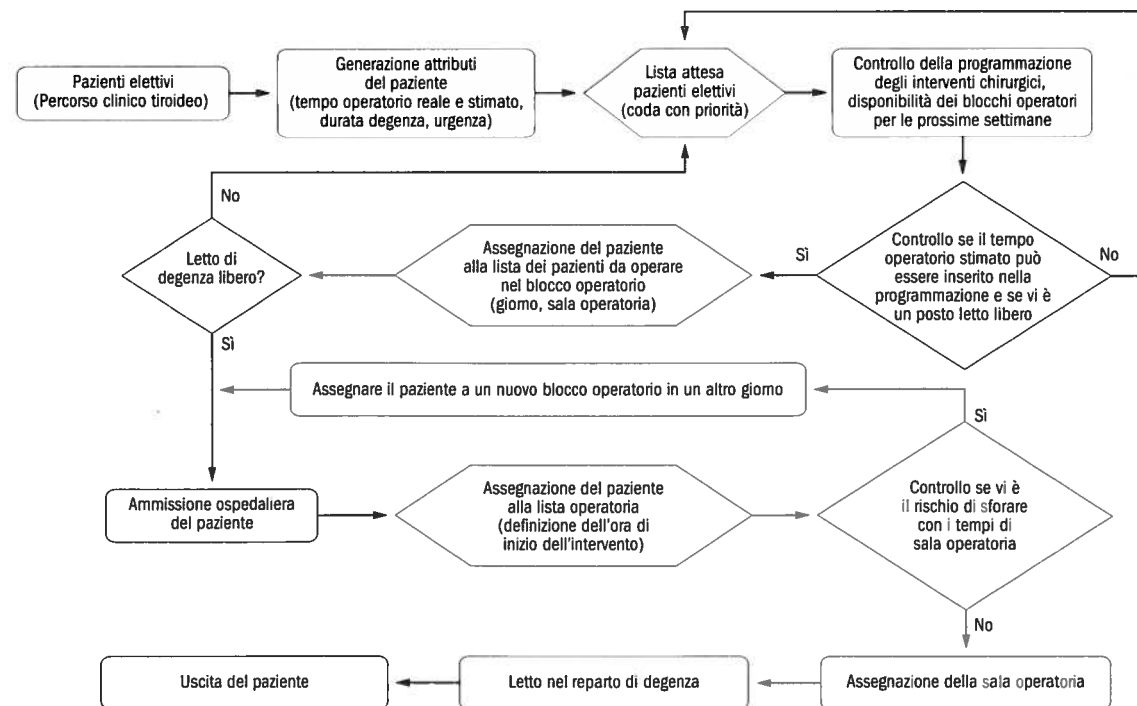 Pazienti elettivi
(Percorso clinico tiroideo)
Generazione attributi
del paziente
(tempo operatorio reale e stimato,
durata degenza, urgenza)
Lista attesa
pazienti elettivi
(coda con priorità)
Controllo della programmazione
degli interventi chirurgici,
disponibilità dei blocchi operatori
per le prossime settimane
Controllo se il tempo
operatorio stimato può
essere inserito nella
programmazione e se vi è
un posto letto libero
No
Sì
Assegnazione del paziente
alla lista dei pazienti da operare
nel blocco operatorio
(giorno, sala operatoria)
Letto di
degenza libero?
No
Sì
Assegnare il paziente a un nuovo blocco operatorio in un altro giorno
Ammissione ospedaliera
del paziente
Assegnazione del paziente
alla lista operatoria
(definizione dell'ora di
inizio dell'intervento)
Controllo se vi è
il rischio di sforare
con i tempi di
sala operatoria
Sì
No
Assegnazione della sala operatoria
Letto nel reparto di degenza
Uscita del paziente